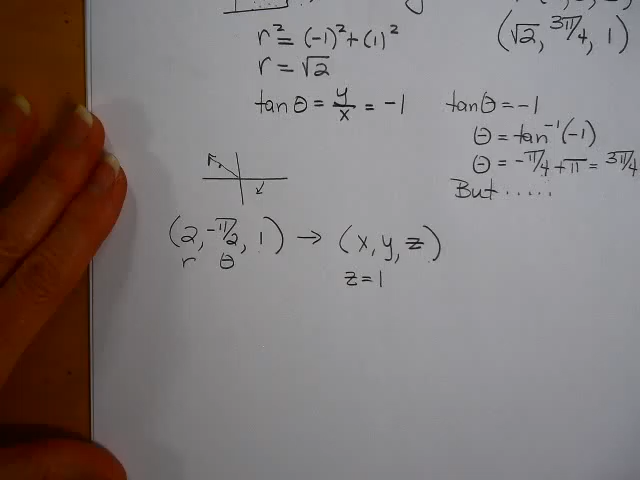 r² = (-1)² + (1)²
r = √2
tan θ = y/x = -1
(√2, 3π/4, 1)
tan θ = -1
θ = tan⁻¹(-1)
θ = -π/4 + π = 3π/4
But ......
(2, -π/2, 1) → (x, y, z)
r θ
z = 1